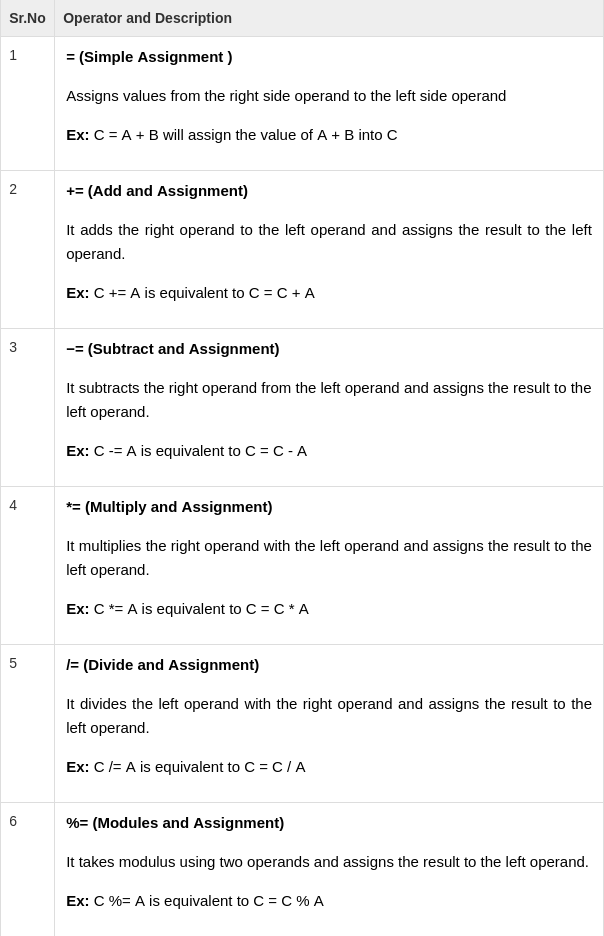 Sr.No Operator and Description
1 = (Simple Assignment )
Assigns values from the right side operand to the left side operand
Ex: C = A + B will assign the value of A + B into C
2 += (Add and Assignment)
It adds the right operand to the left operand and assigns the result to the left
operand.
Ex: C += A is equivalent to C = C + A
3 −= (Subtract and Assignment)
It subtracts the right operand from the left operand and assigns the result to the
left operand.
Ex: C -= A is equivalent to C = C - A
4 *= (Multiply and Assignment)
It multiplies the right operand with the left operand and assigns the result to the
left operand.
Ex: C *= A is equivalent to C = C * A
5 /= (Divide and Assignment)
It divides the left operand with the right operand and assigns the result to the
left operand.
Ex: C /= A is equivalent to C = C / A
6 %= (Modules and Assignment)
It takes modulus using two operands and assigns the result to the left operand.
Ex: C %= A is equivalent to C = C % A